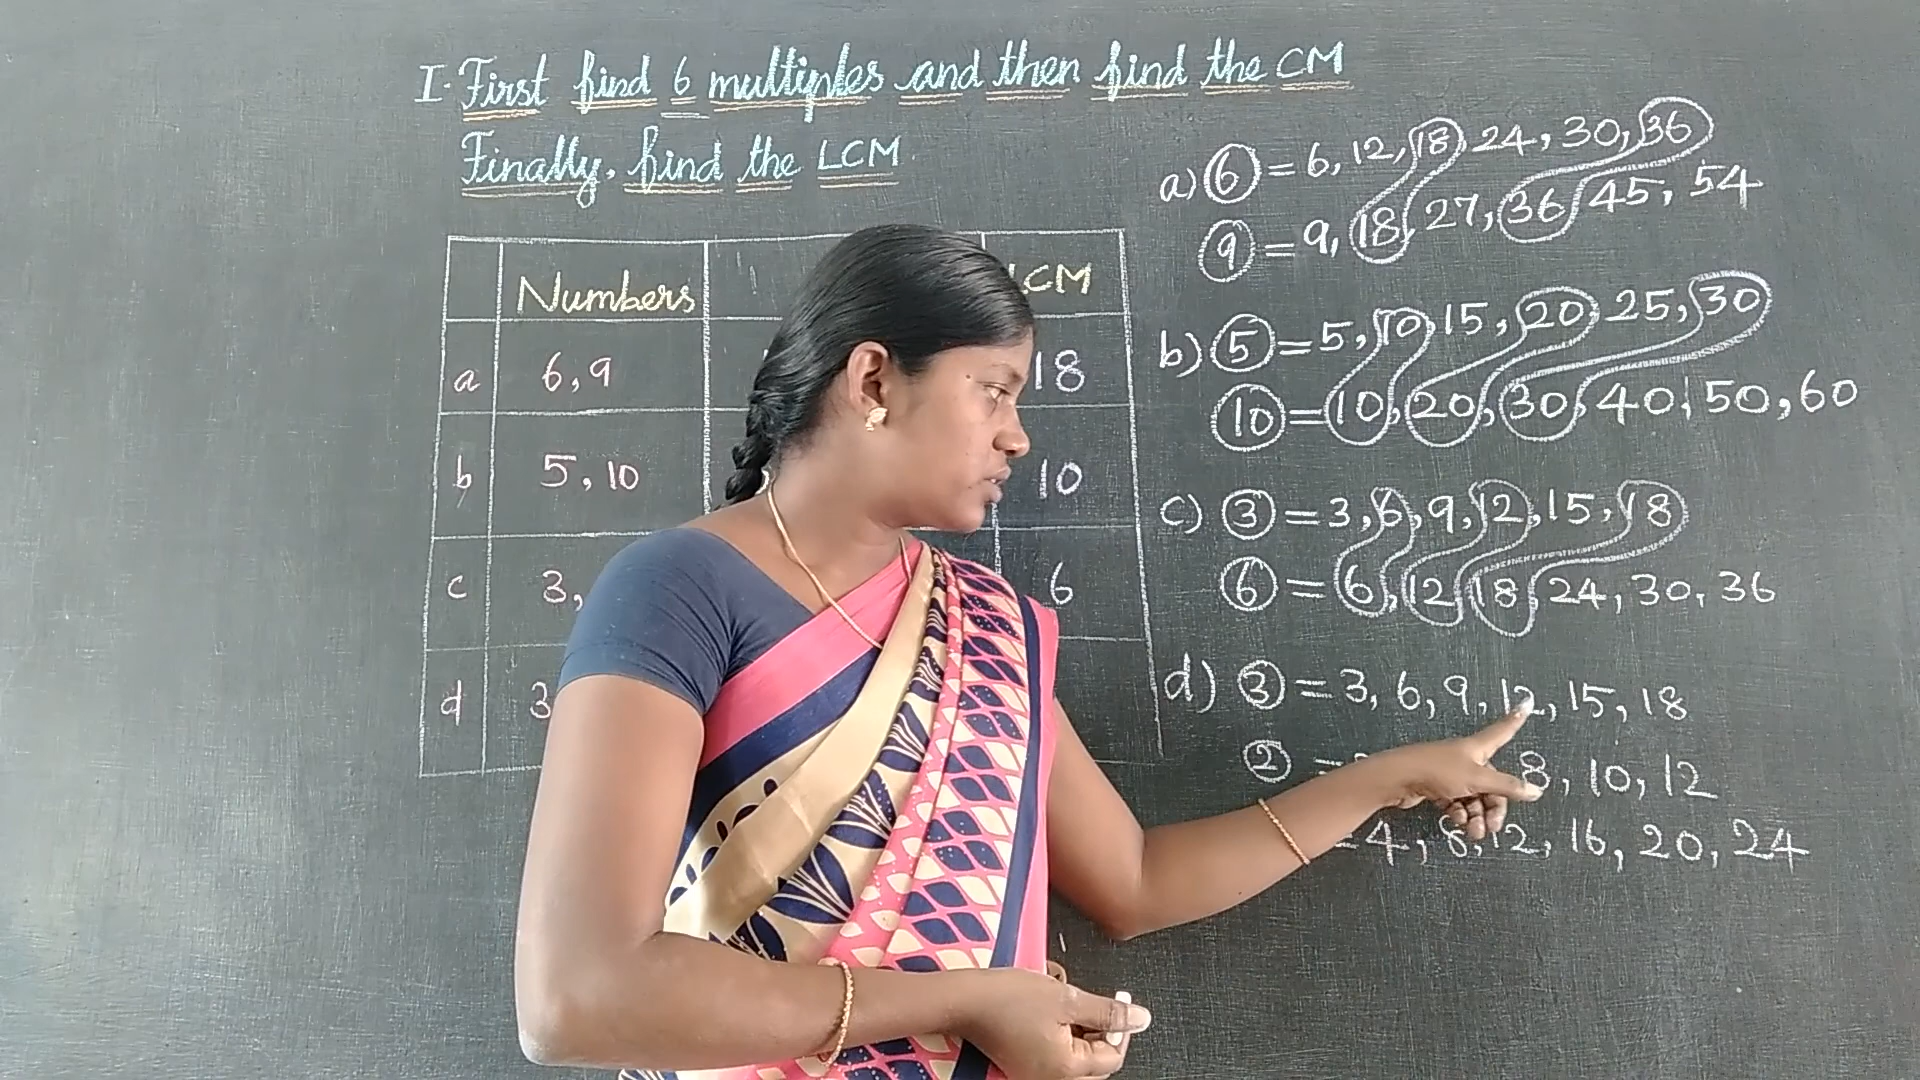 I. First find 6 multiples and then find the CM
Finally, find the LCM.
Numbers LCM
a 6,9 18
b 5,10 10
c 3, 6
d 3
a) 6 = 6, 12, 18, 24, 30, 36
9 = 9, 18, 27, 36, 45, 54
b) 5 = 5, 10, 15, 20, 25, 30
10 = 10, 20, 30, 40, 50, 60
c) 3 = 3, 6, 9, 12, 15, 18
6 = 6, 12, 18, 24, 30, 36
d) 3 = 3, 6, 9, 12, 15, 18
2 = 8, 10, 12
= 4, 8, 12, 16, 20, 24